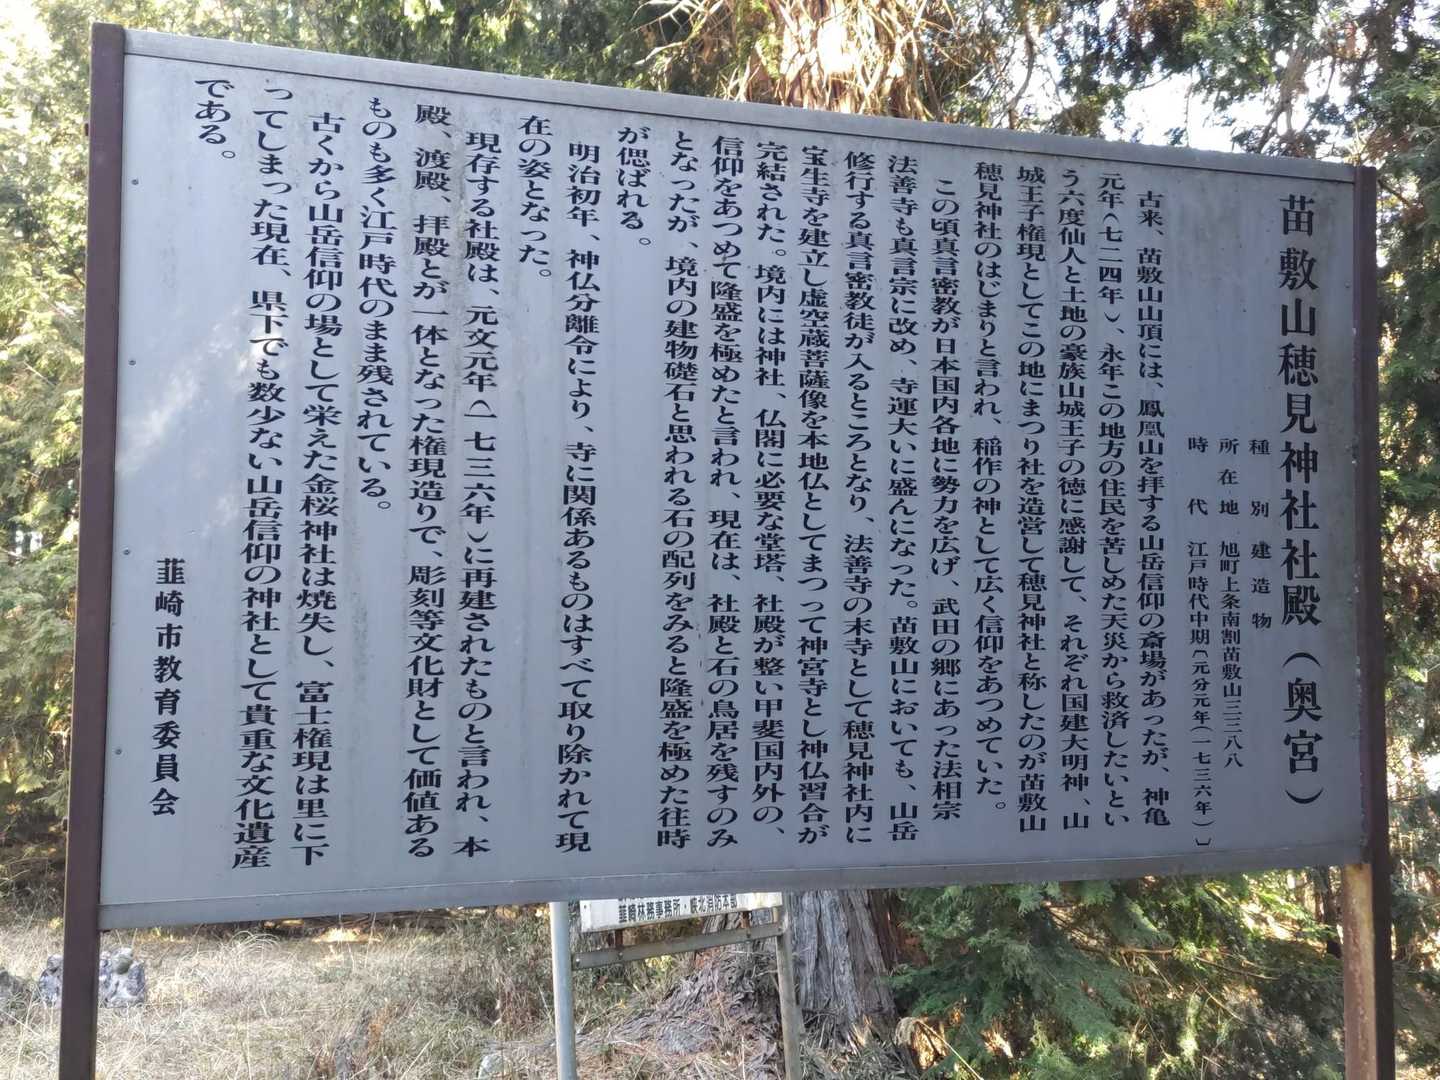 苗敷山穂見神社社殿（奥宮）
種別 建造物
所在地 旭町上条南割苗敷山三三八八
時代 江戸時代中期〔元分元年（一七三六年）〕
古来、苗敷山山頂には、鳳凰山を拝する山岳信仰の斎場があったが、神亀
元年（七二四年）、永年この地方の住民を苦しめた天災から救済したいとい
う六度仙人と土地の豪族山城王子の徳に感謝して、それぞれ国建大明神、山
城王子権現としてこの地にまつり社を造営して穂見神社と称したのが苗敷山
穂見神社のはじまりと言われ、稲作の神として広く信仰をあつめていた。
この頃真言密教が日本国内各地に勢力を広げ、武田の郷にあった法相宗
法善寺も真言宗に改め、寺運大いに盛んになった。苗敷山においても、山岳
修行する真言密教徒が入るところとなり、法善寺の末寺として穂見神社内に
宝生寺を建立し虚空蔵菩薩像を本地仏としてまつって神宮寺とし神仏習合が
完結された。境内には神社、仏閣に必要な堂塔、社殿が整い甲斐国内外の、
信仰をあつめて隆盛を極めたと言われ、現在は、社殿と石の鳥居を残すのみ
となったが、境内の建物礎石と思われる石の配列をみると隆盛を極めた往時
が偲ばれる。
明治初年、神仏分離令により、寺に関係あるものはすべて取り除かれて現
在の姿となった。
現存する社殿は、元文元年（一七三六年）に再建されたものと言われ、本
殿、渡殿、拝殿とが一体となった権現造りで、彫刻等文化財として価値ある
ものも多く江戸時代のまま残されている。
古くから山岳信仰の場として栄えた金桜神社は焼失し、富士権現は里に下
ってしまった現在、県下でも数少ない山岳信仰の神社として貴重な文化遺産
である。
韮崎市教育委員会
韮崎林務事務所・峡北消防本部